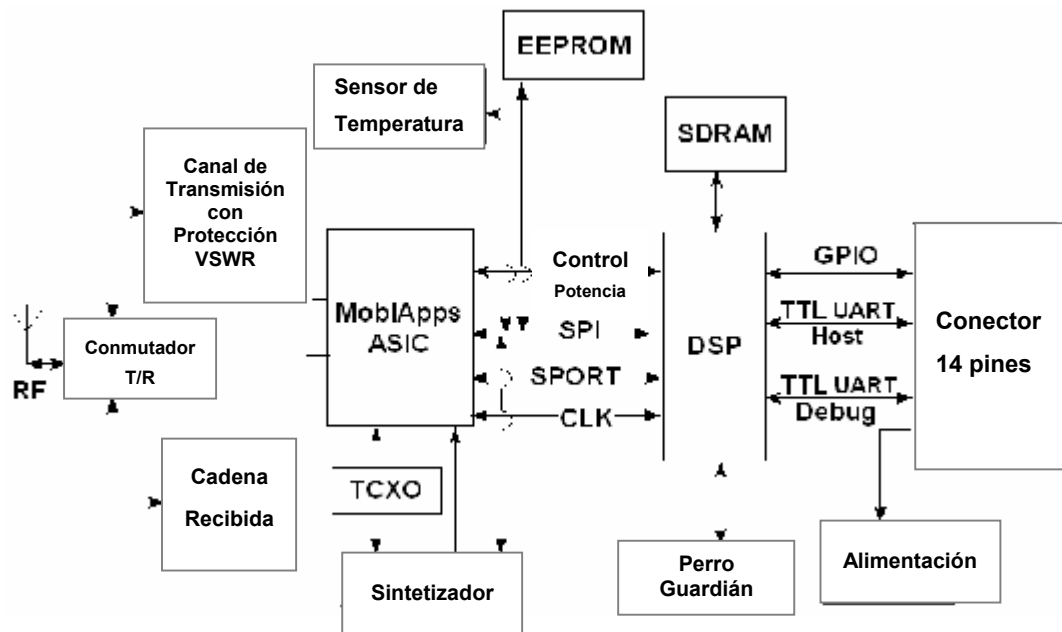 EEPROM
Sensor de
Temperatura
SDRAM
Canal de
Transmisión
con
Protección
VSWR
MoblApps
ASIC
Control
Potencia
SPI
SPORT
CLK
DSP
GPIO
TTL UART
Host
TTL UART
Debug
Conector
14 pines
RF
Conmutador
T/R
Cadena
Recibida
TCXO
Sintetizador
Perro
Guardián
Alimentación